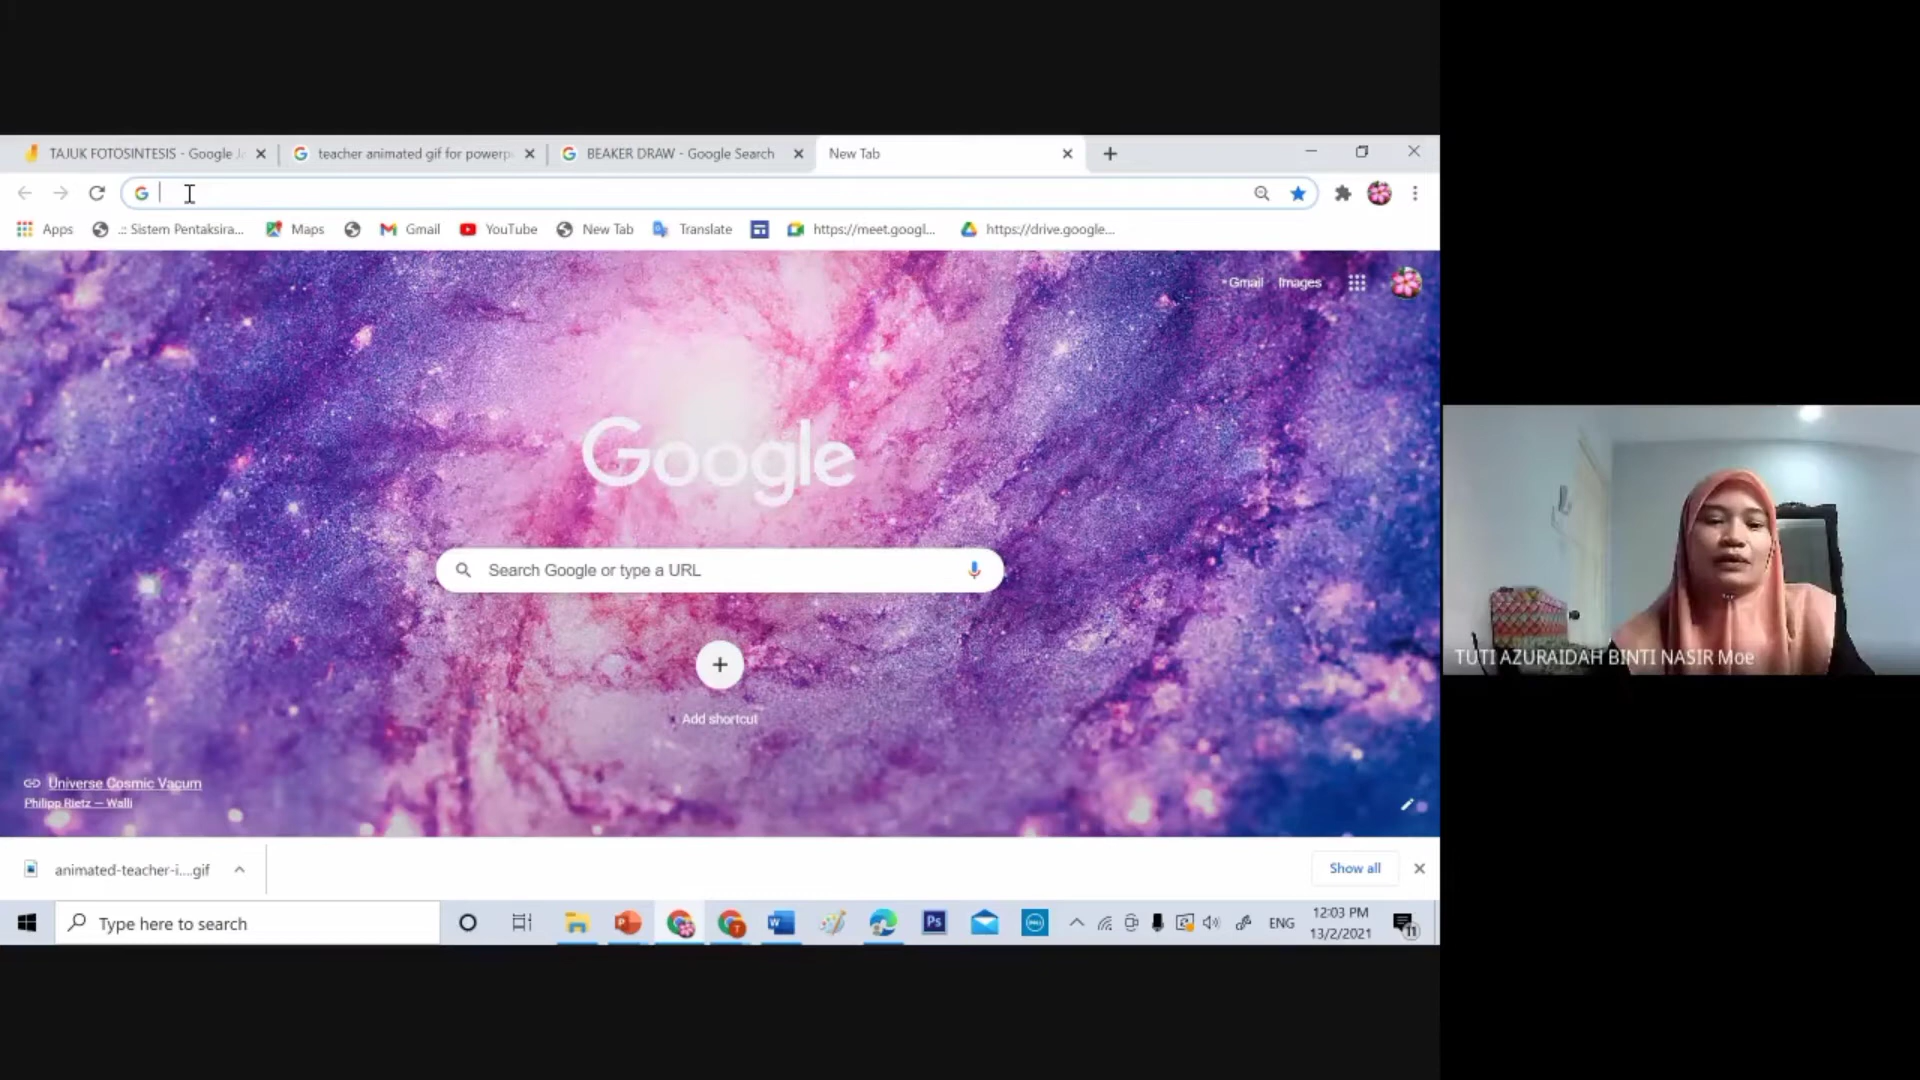 TAJUK FOTOSINTESIS - Google J
teacher animated gif for powerp
BEAKER DRAW - Google Search
New Tab
Apps
.:: Sistem Pentaksira...
Maps
Gmail
YouTube
New Tab
Translate
https://meet.googl...
https://drive.google...
Gmail
Images
Google
Search Google or type a URL
Add shortcut
Universe Cosmic Vacum
Philipp Rietz — Walli
TUTI AZURAIDAH BINTI NASIR Moe
animated-teacher-i....gif
Show all
Type here to search
Ps
DELL
ENG
12:03 PM
13/2/2021
11